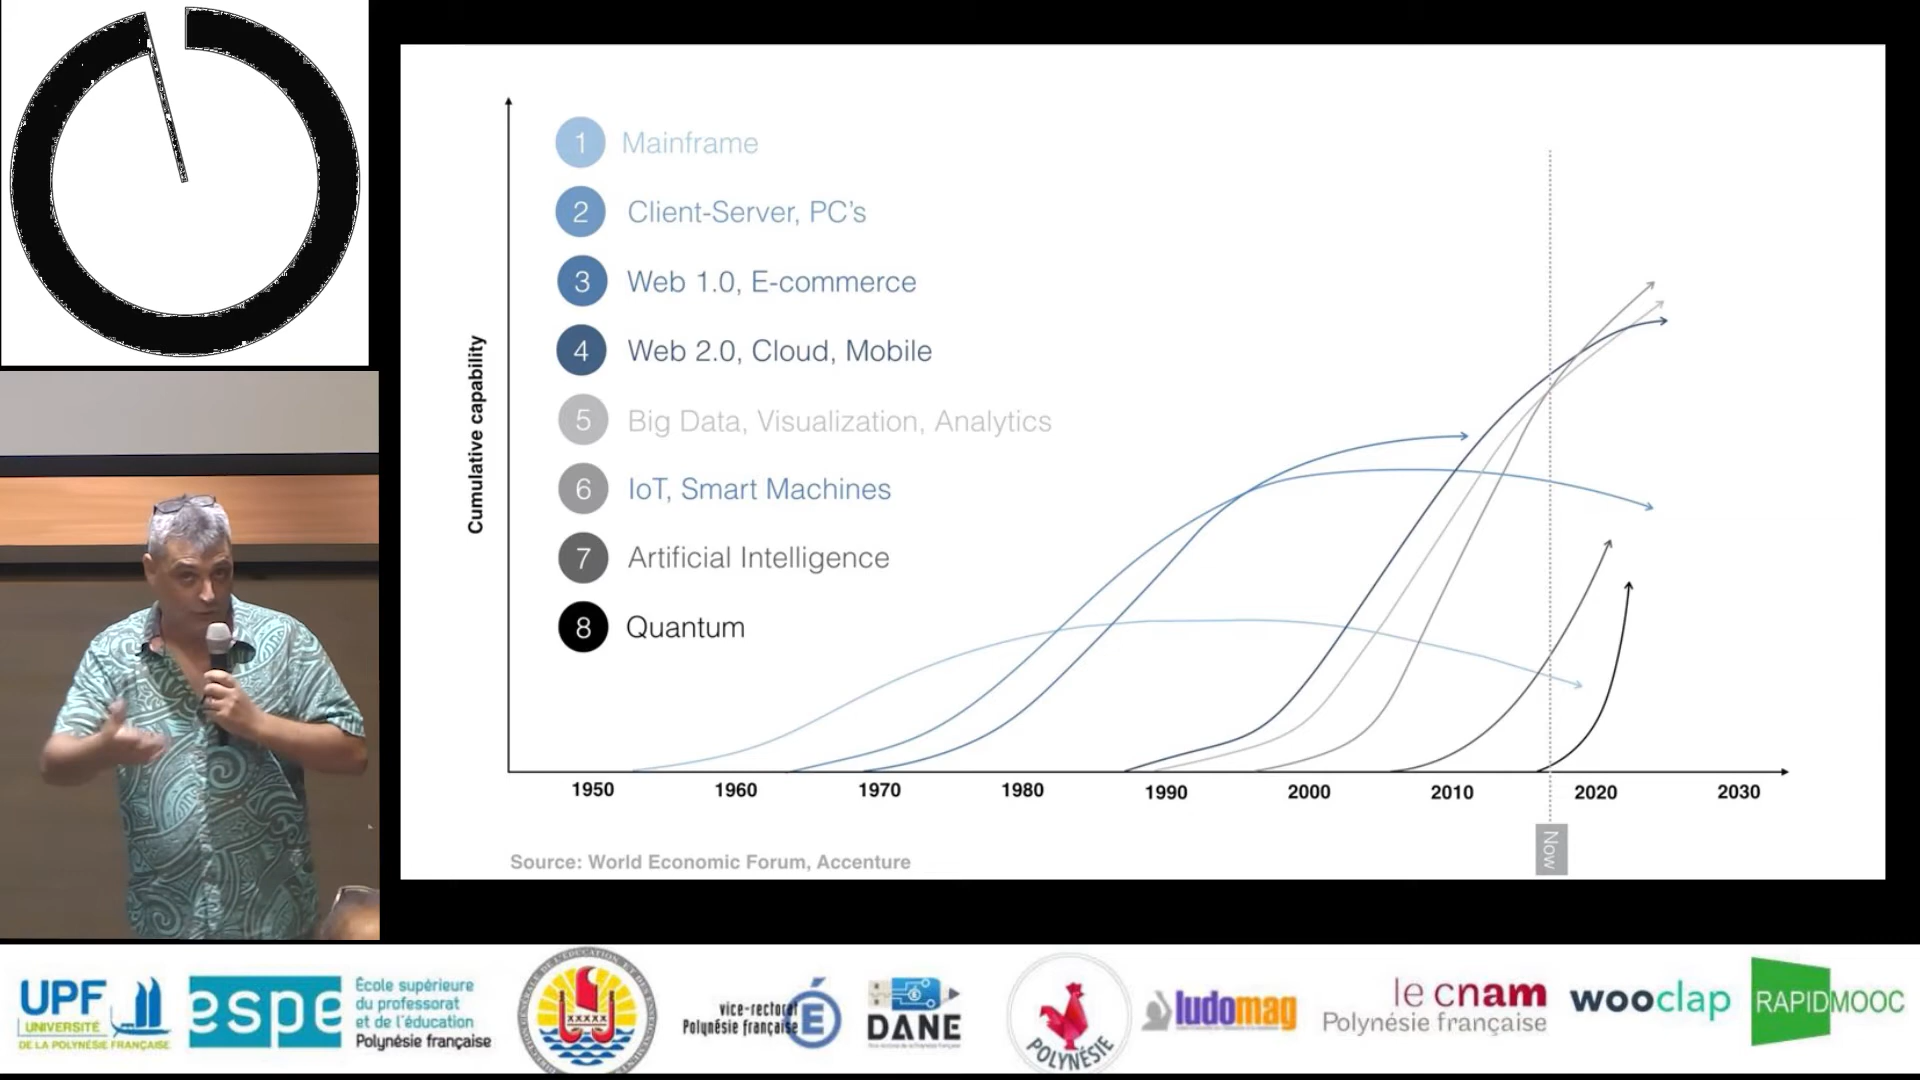 1 Mainframe
2 Client-Server, PC's
3 Web 1.0, E-commerce
4 Web 2.0, Cloud, Mobile
5 Big Data, Visualization, Analytics
6 IoT, Smart Machines
7 Artificial Intelligence
8 Quantum
Cumulative capability
1950 1960 1970 1980 1990 2000 2010 2020 2030
Now
Source: World Economic Forum, Accenture
UPF
UNIVERSITÉ
DE LA POLYNÉSIE FRANÇAISE
espe
École supérieure
du professorat
et de l'éducation
Polynésie française
vice-rectorat
Polynésie française
É
DANE
POLYNÉSIE
ludomag
le cnam
Polynésie française
wooclap
RAPIDMOOC